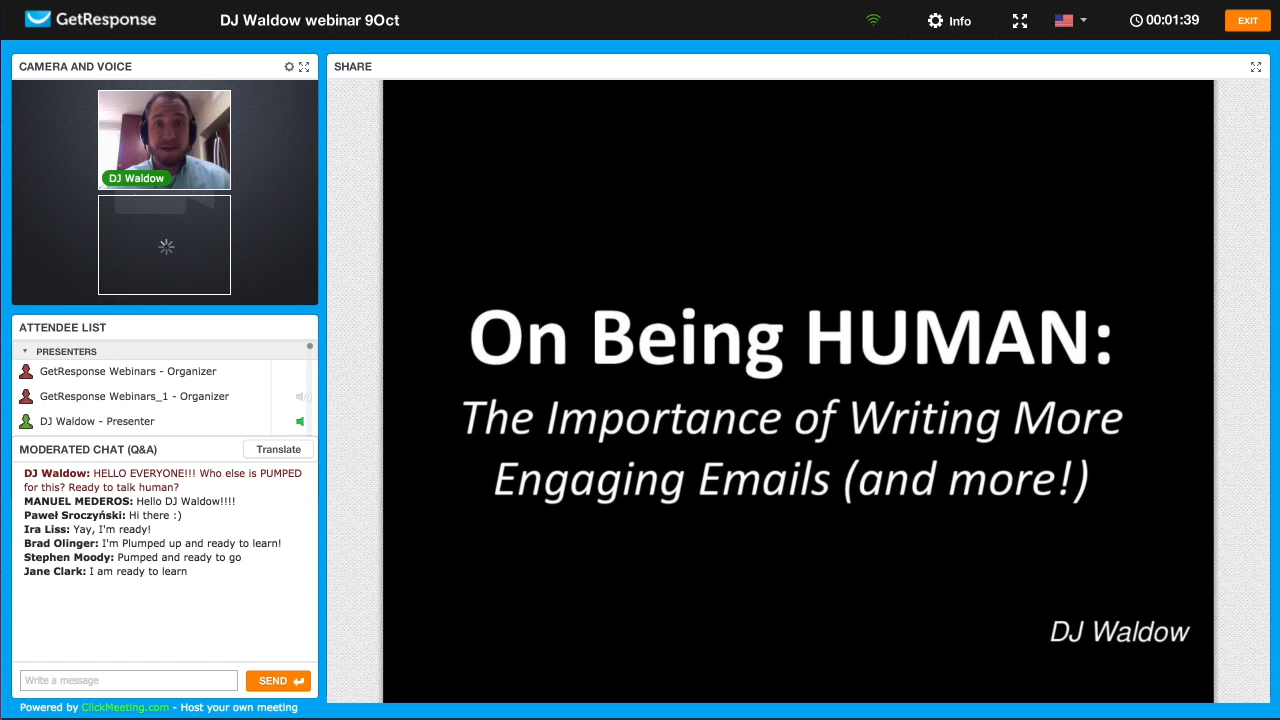 GetResponse
DJ Waldow webinar 9Oct
Info
00:01:39
EXIT
CAMERA AND VOICE
DJ Waldow
ATTENDEE LIST
PRESENTERS
GetResponse Webinars - Organizer
GetResponse Webinars_1 - Organizer
DJ Waldow - Presenter
MODERATED CHAT (Q&A)
Translate
DJ Waldow: HELLO EVERYONE!!! Who else is PUMPED
for this? Ready to talk human?
MANUEL MEDEROS: Hello DJ Waldow!!!!
Paweł Sroczyński: Hi there :)
Ira Liss: Yay, I'm ready!
Brad Olinger: I'm Plumped up and ready to learn!
Stephen Moody: Pumped and ready to go
Jane Clark: I am ready to learn
Write a message
SEND
Powered by ClickMeeting.com - Host your own meeting
SHARE
On Being HUMAN:
The Importance of Writing More
Engaging Emails (and more!)
DJ Waldow